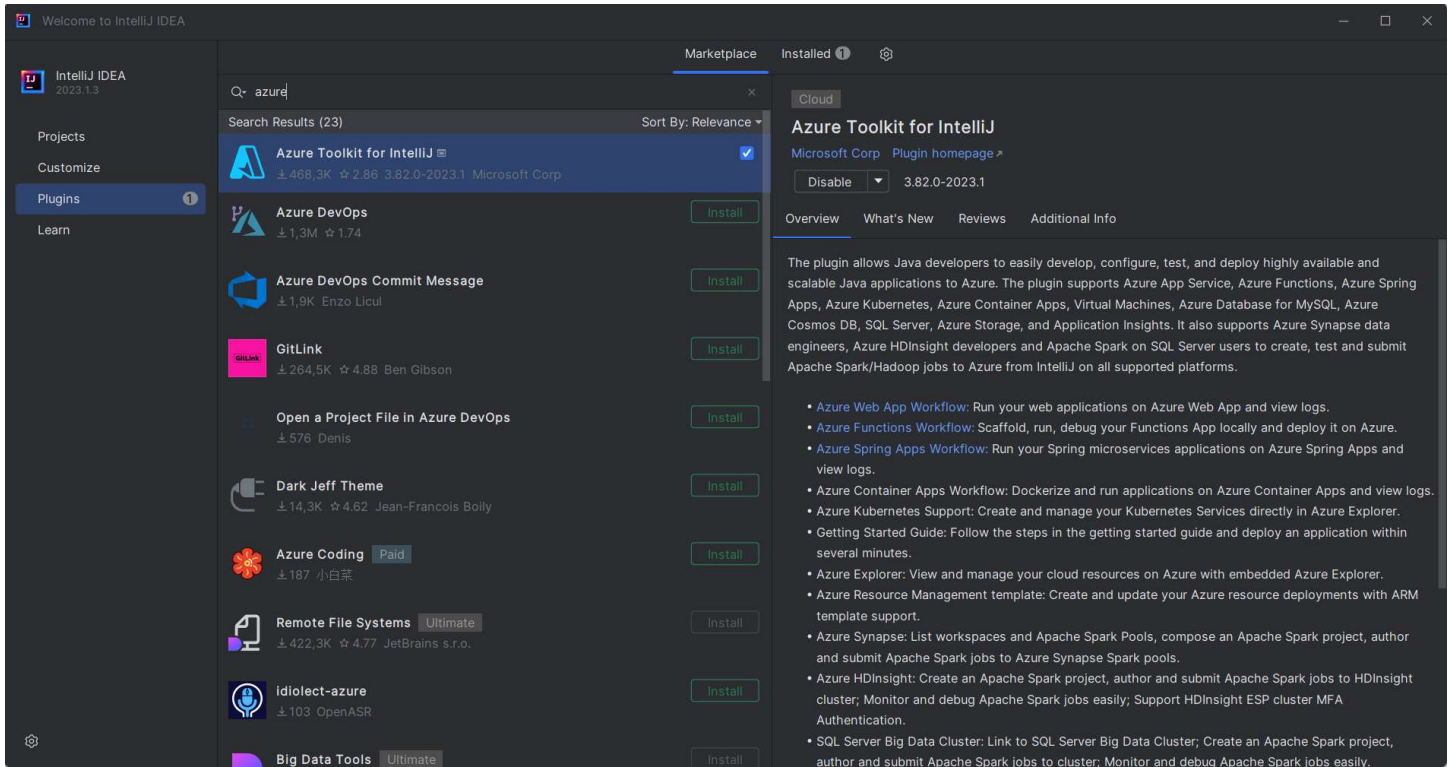 Welcome to IntelliJ IDEA
IntelliJ IDEA
2023.1.3
Projects
Customize
Plugins 1
Learn
Marketplace Installed 1
azure
Search Results (23) Sort By: Relevance
Azure Toolkit for IntelliJ
468,3K 2.86 3.82.0-2023.1 Microsoft Corp
Azure DevOps Install
1,3M 1.74
Azure DevOps Commit Message Install
1,9K Enzo Licul
GitLink
GitLink Install
264,5K 4.88 Ben Gibson
Open a Project File in Azure DevOps Install
576 Denis
Dark Jeff Theme Install
14,3K 4.62 Jean-Francois Boily
Azure Coding Paid Install
187 小白菜
Remote File Systems Ultimate Install
422,3K 4.77 JetBrains s.r.o.
idiolect-azure Install
103 OpenASR
Big Data Tools Ultimate Install
Cloud
Azure Toolkit for IntelliJ
Microsoft Corp Plugin homepage
Disable 3.82.0-2023.1
Overview What's New Reviews Additional Info
The plugin allows Java developers to easily develop, configure, test, and deploy highly available and
scalable Java applications to Azure. The plugin supports Azure App Service, Azure Functions, Azure Spring
Apps, Azure Kubernetes, Azure Container Apps, Virtual Machines, Azure Database for MySQL, Azure
Cosmos DB, SQL Server, Azure Storage, and Application Insights. It also supports Azure Synapse data
engineers, Azure HDInsight developers and Apache Spark on SQL Server users to create, test and submit
Apache Spark/Hadoop jobs to Azure from IntelliJ on all supported platforms.
• Azure Web App Workflow: Run your web applications on Azure Web App and view logs.
• Azure Functions Workflow: Scaffold, run, debug your Functions App locally and deploy it on Azure.
• Azure Spring Apps Workflow: Run your Spring microservices applications on Azure Spring Apps and
view logs.
• Azure Container Apps Workflow: Dockerize and run applications on Azure Container Apps and view logs.
• Azure Kubernetes Support: Create and manage your Kubernetes Services directly in Azure Explorer.
• Getting Started Guide: Follow the steps in the getting started guide and deploy an application within
several minutes.
• Azure Explorer: View and manage your cloud resources on Azure with embedded Azure Explorer.
• Azure Resource Management template: Create and update your Azure resource deployments with ARM
template support.
• Azure Synapse: List workspaces and Apache Spark Pools, compose an Apache Spark project, author
and submit Apache Spark jobs to Azure Synapse Spark pools.
• Azure HDInsight: Create an Apache Spark project, author and submit Apache Spark jobs to HDInsight
cluster; Monitor and debug Apache Spark jobs easily; Support HDInsight ESP cluster MFA
Authentication.
• SQL Server Big Data Cluster: Link to SQL Server Big Data Cluster; Create an Apache Spark project,
author and submit Apache Spark jobs to cluster; Monitor and debug Apache Spark jobs easily.